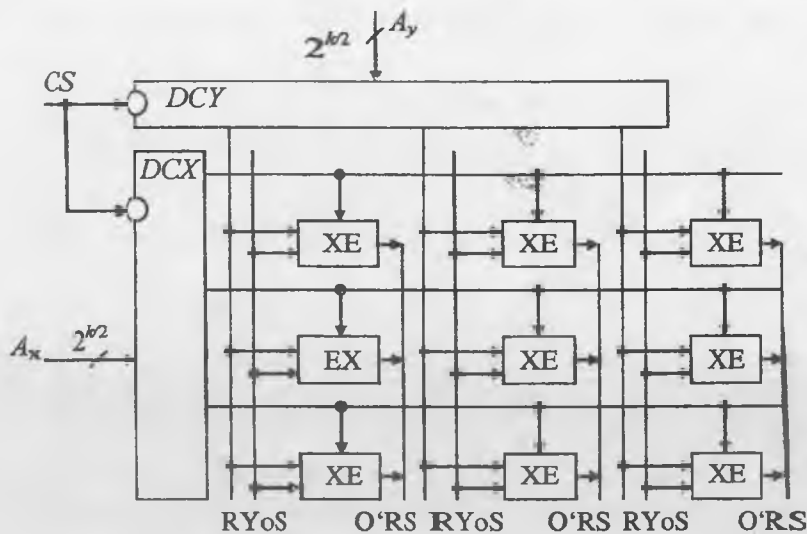 2^{k/2} A_y
CS
DCY
DCX
XE XE XE
A_x 2^{k/2}
EX XE XE
XE XE XE
RYoS O'RS RYoS O'RS RYoS O'RS